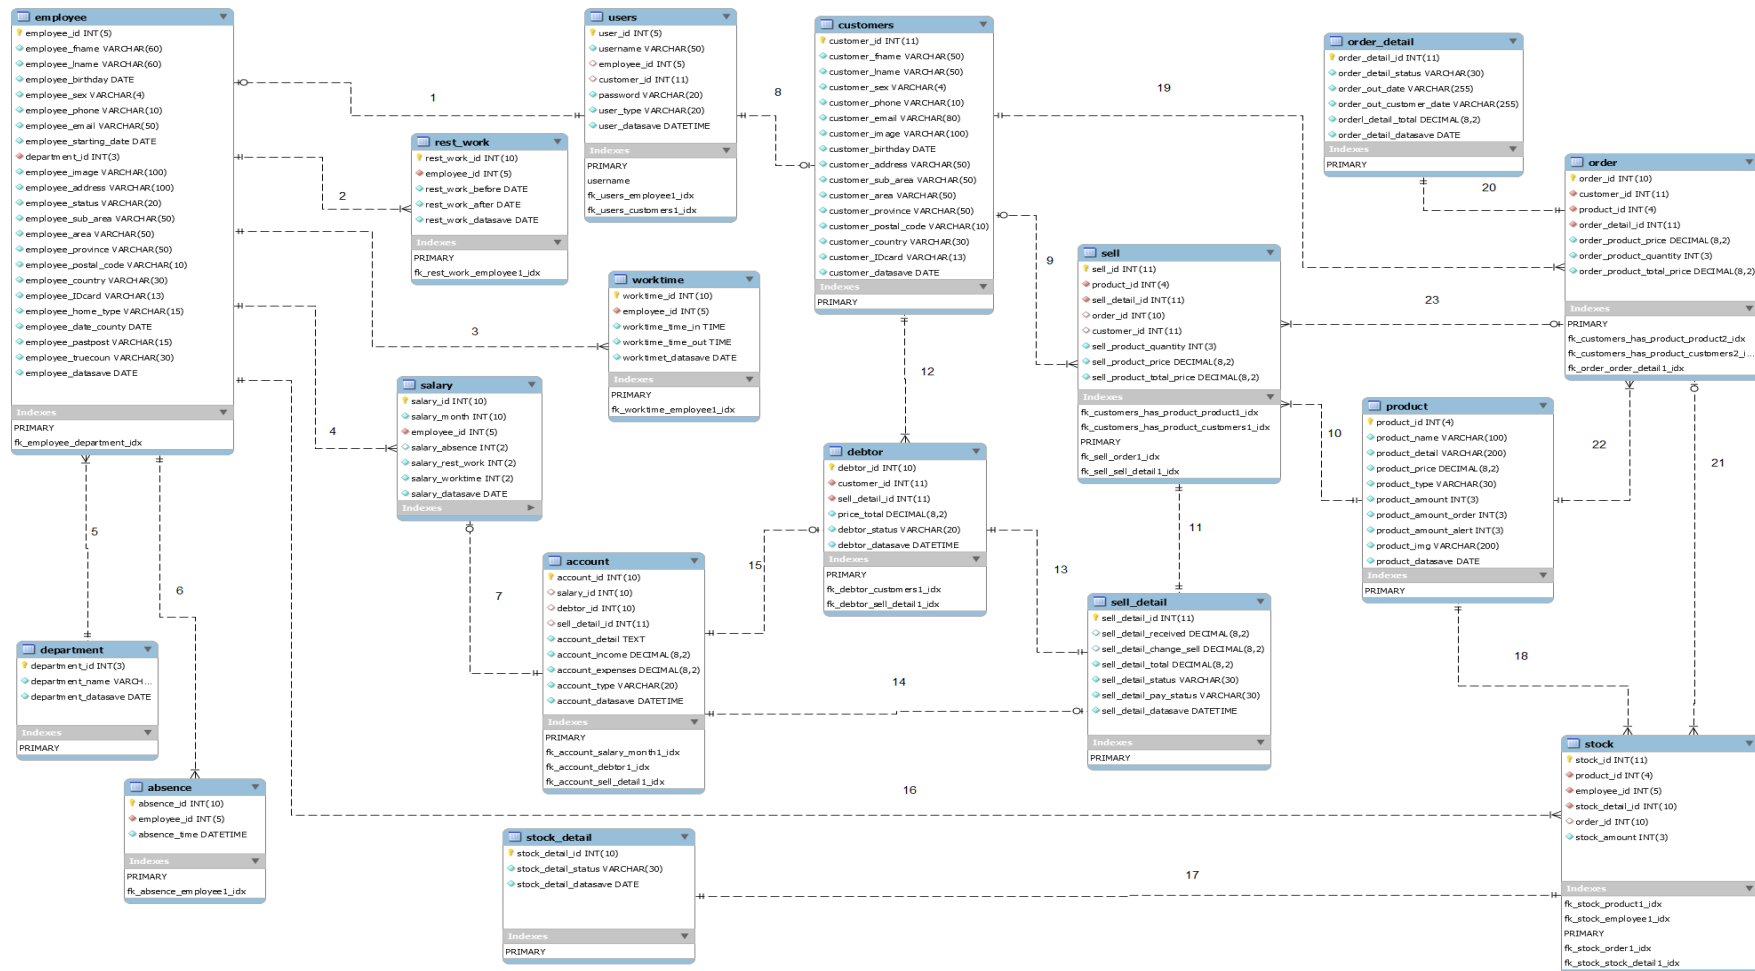 employee
employee_id INT(5)
employee_fname VARCHAR(60)
employee_lname VARCHAR(60)
employee_birthday DATE
employee_sex VARCHAR(4)
employee_phone VARCHAR(10)
employee_email VARCHAR(50)
employee_starting_date DATE
department_id INT(3)
employee_image VARCHAR(100)
employee_address VARCHAR(100)
employee_status VARCHAR(20)
employee_sub_area VARCHAR(50)
employee_area VARCHAR(50)
employee_province VARCHAR(50)
employee_postal_code VARCHAR(10)
employee_country VARCHAR(30)
employee_IDcard VARCHAR(13)
employee_home_type VARCHAR(15)
employee_date_county DATE
employee_pastpost VARCHAR(15)
employee_truecoun VARCHAR(30)
employee_datasave DATE
Indexes
PRIMARY
fk_employee_department_idx
users
user_id INT(5)
username VARCHAR(50)
employee_id INT(5)
customer_id INT(11)
password VARCHAR(20)
user_type VARCHAR(20)
user_datasave DATETIME
Indexes
PRIMARY
username
fk_users_employee1_idx
fk_users_customers1_idx
customers
customer_id INT(11)
customer_fname VARCHAR(50)
customer_lname VARCHAR(50)
customer_sex VARCHAR(4)
customer_phone VARCHAR(10)
customer_email VARCHAR(80)
customer_image VARCHAR(100)
customer_birthday DATE
customer_address VARCHAR(50)
customer_sub_area VARCHAR(50)
customer_area VARCHAR(50)
customer_province VARCHAR(50)
customer_postal_code VARCHAR(10)
customer_country VARCHAR(30)
customer_IDcard VARCHAR(13)
customer_datasave DATE
Indexes
PRIMARY
order_detail
order_detail_id INT(11)
order_detail_status VARCHAR(30)
order_out_date VARCHAR(255)
order_out_customer_date VARCHAR(255)
orderl_detail_total DECIMAL(8,2)
order_detail_datasave DATE
Indexes
PRIMARY
order
order_id INT(10)
customer_id INT(11)
product_id INT(4)
order_detail_id INT(11)
order_product_price DECIMAL(8,2)
order_product_quantity INT(3)
order_product_total_price DECIMAL(8,2)
Indexes
PRIMARY
fk_customers_has_product_product2_idx
fk_customers_has_product_customers2_i...
fk_order_order_detail1_idx
rest_work
rest_work_id INT(10)
employee_id INT(5)
rest_work_before DATE
rest_work_after DATE
rest_work_datasave DATE
Indexes
PRIMARY
fk_rest_work_employee1_idx
worktime
worktime_id INT(10)
employee_id INT(5)
worktime_time_in TIME
worktime_time_out TIME
worktimet_datasave DATE
Indexes
PRIMARY
fk_worktime_employee1_idx
sell
sell_id INT(11)
product_id INT(4)
sell_detail_id INT(11)
order_id INT(10)
customer_id INT(11)
sell_product_quantity INT(3)
sell_product_price DECIMAL(8,2)
sell_product_total_price DECIMAL(8,2)
Indexes
fk_customers_has_product_product1_idx
fk_customers_has_product_customers1_idx
PRIMARY
fk_sell_order1_idx
fk_sell_sell_detail1_idx
salary
salary_id INT(10)
salary_month INT(10)
employee_id INT(5)
salary_absence INT(2)
salary_rest_work INT(2)
salary_worktime INT(2)
salary_datasave DATE
Indexes
product
product_id INT(4)
product_name VARCHAR(100)
product_detail VARCHAR(200)
product_price DECIMAL(8,2)
product_type VARCHAR(30)
product_amount INT(3)
product_amount_order INT(3)
product_amount_alert INT(3)
product_img VARCHAR(200)
product_datasave DATE
Indexes
PRIMARY
debtor
debtor_id INT(10)
customer_id INT(11)
sell_detail_id INT(11)
price_total DECIMAL(8,2)
debtor_status VARCHAR(20)
debtor_datasave DATETIME
Indexes
PRIMARY
fk_debtor_customers1_idx
fk_debtor_sell_detail1_idx
account
account_id INT(10)
salary_id INT(10)
debtor_id INT(10)
sell_detail_id INT(11)
account_detail TEXT
account_income DECIMAL(8,2)
account_expenses DECIMAL(8,2)
account_type VARCHAR(20)
account_datasave DATETIME
Indexes
PRIMARY
fk_account_salary_month1_idx
fk_account_debtor1_idx
fk_account_sell_detail1_idx
sell_detail
sell_detail_id INT(11)
sell_detail_received DECIMAL(8,2)
sell_detail_change_sell DECIMAL(8,2)
sell_detail_total DECIMAL(8,2)
sell_detail_status VARCHAR(30)
sell_detail_pay_status VARCHAR(30)
sell_detail_datasave DATETIME
Indexes
PRIMARY
department
department_id INT(3)
department_name VARCH...
department_datasave DATE
Indexes
PRIMARY
absence
absence_id INT(10)
employee_id INT(5)
absence_time DATETIME
Indexes
PRIMARY
fk_absence_employee1_idx
stock_detail
stock_detail_id INT(10)
stock_detail_status VARCHAR(30)
stock_detail_datasave DATE
Indexes
PRIMARY
stock
stock_id INT(11)
product_id INT(4)
employee_id INT(5)
stock_detail_id INT(10)
order_id INT(10)
stock_amount INT(3)
Indexes
fk_stock_product1_idx
fk_stock_employee1_idx
PRIMARY
fk_stock_order1_idx
fk_stock_stock_detail1_idx
1
2
3
4
5
6
7
8
9
10
11
12
13
14
15
16
17
18
19
20
21
22
23